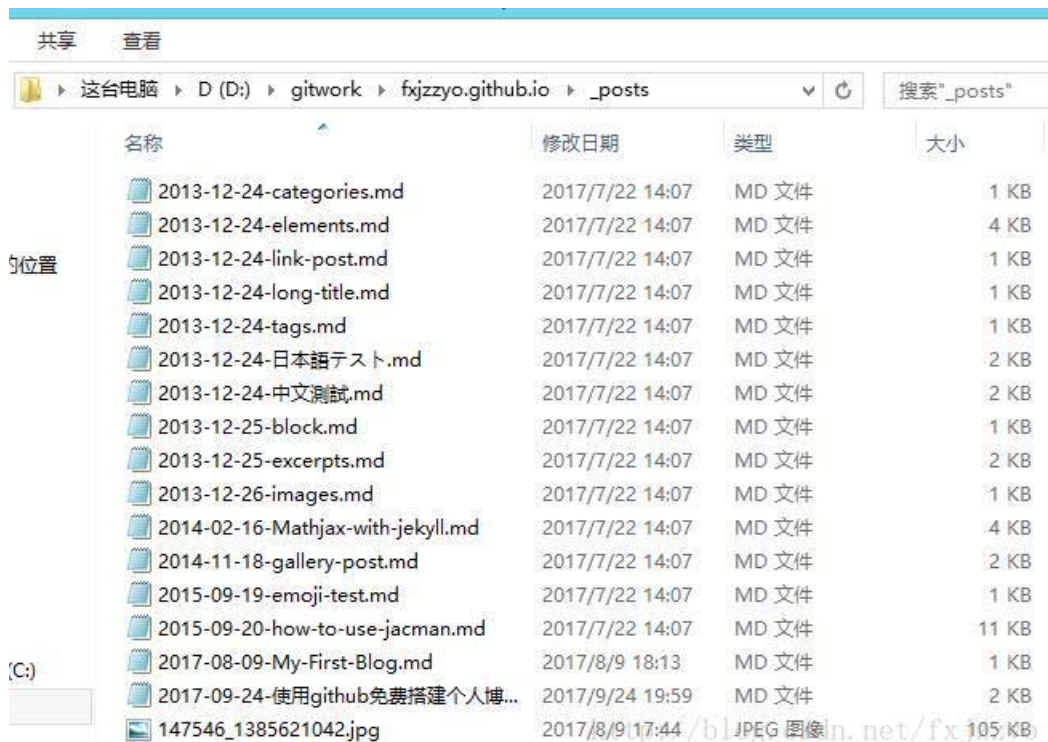 共享 查看
这台电脑 D (D:) gitwork fxjzzyo.github.io _posts 搜索"_posts"
名称 修改日期 类型 大小
2013-12-24-categories.md 2017/7/22 14:07 MD 文件 1 KB
2013-12-24-elements.md 2017/7/22 14:07 MD 文件 4 KB
2013-12-24-link-post.md 2017/7/22 14:07 MD 文件 1 KB
的位置
2013-12-24-long-title.md 2017/7/22 14:07 MD 文件 1 KB
2013-12-24-tags.md 2017/7/22 14:07 MD 文件 1 KB
2013-12-24-日本語テスト.md 2017/7/22 14:07 MD 文件 2 KB
2013-12-24-中文測試.md 2017/7/22 14:07 MD 文件 2 KB
2013-12-25-block.md 2017/7/22 14:07 MD 文件 1 KB
2013-12-25-excerpts.md 2017/7/22 14:07 MD 文件 2 KB
2013-12-26-images.md 2017/7/22 14:07 MD 文件 1 KB
2014-02-16-Mathjax-with-jekyll.md 2017/7/22 14:07 MD 文件 4 KB
2014-11-18-gallery-post.md 2017/7/22 14:07 MD 文件 2 KB
2015-09-19-emoji-test.md 2017/7/22 14:07 MD 文件 1 KB
2015-09-20-how-to-use-jacman.md 2017/7/22 14:07 MD 文件 11 KB
(C:)
2017-08-09-My-First-Blog.md 2017/8/9 18:13 MD 文件 1 KB
2017-09-24-使用github免费搭建个人博... 2017/9/24 19:59 MD 文件 2 KB
147546_1385621042.jpg 2017/8/9 17:44 JPEG 图像 105 KB